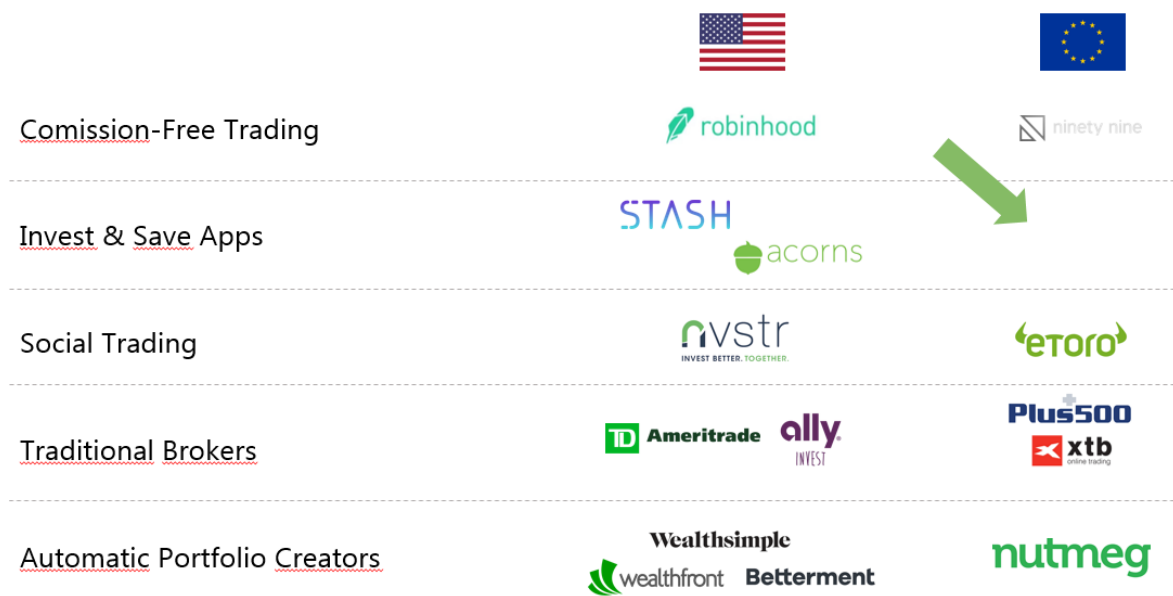 Comission-Free Trading
robinhood
ninety nine
Invest & Save Apps
STASH
acorns
Social Trading
nvstr
INVEST BETTER. TOGETHER.
eToro
Traditional Brokers
TD Ameritrade
ally
INVEST
Plus500
xtb
online trading
Automatic Portfolio Creators
Wealthsimple
wealthfront
Betterment
nutmeg